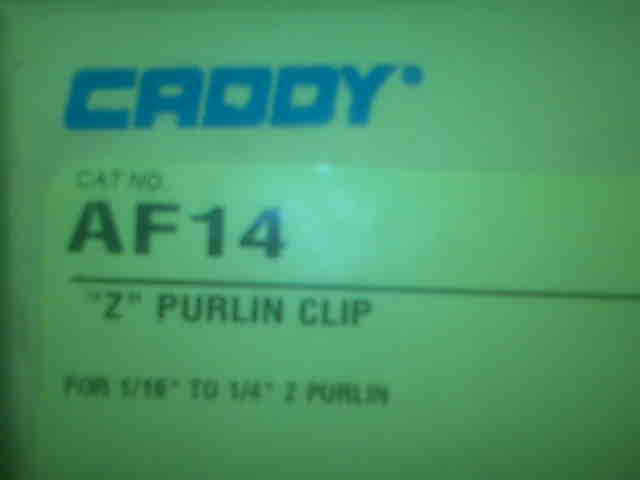 CADDY
CAT NO.
AF14
"Z" PURLIN CLIP
FOR 1/16" TO 1/4" Z PURLIN